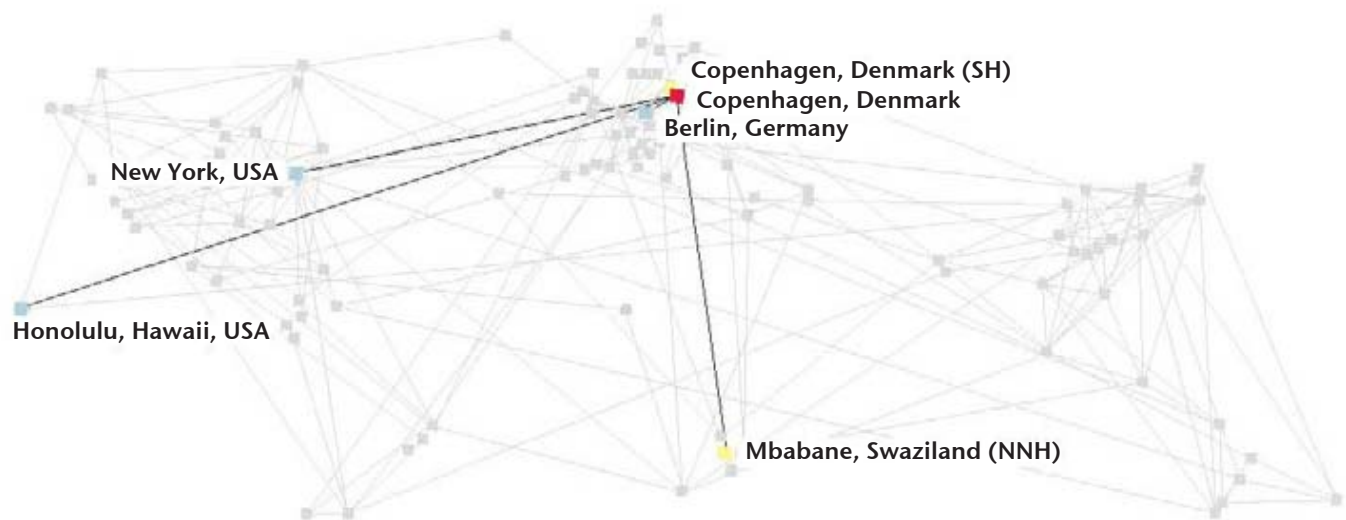 Copenhagen, Denmark (SH)
Copenhagen, Denmark
Berlin, Germany
New York, USA
Honolulu, Hawaii, USA
Mbabane, Swaziland (NNH)